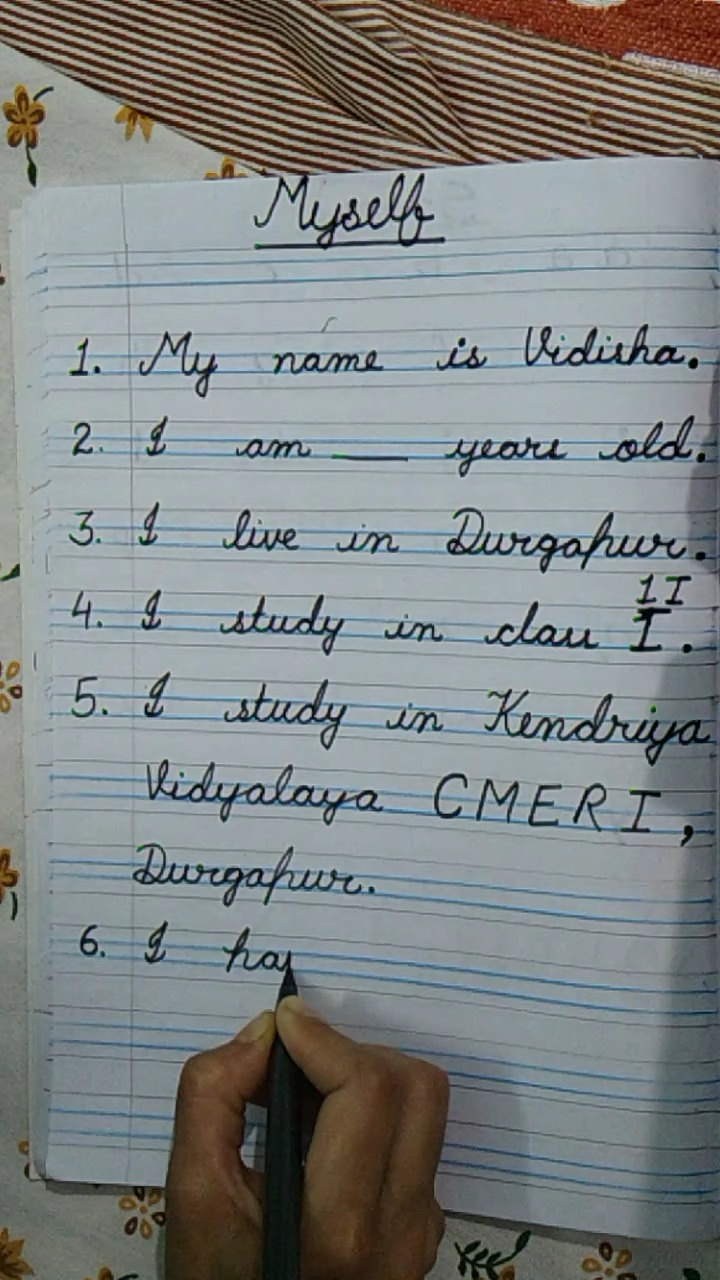 Myself
1. My name is Vidisha.
2. I am ___ years old.
3. I live in Durgapur.
1I
4. I study in class I.
5. I study in Kendriya
Vidyalaya CMERI,
Durgapur.
6. I ha